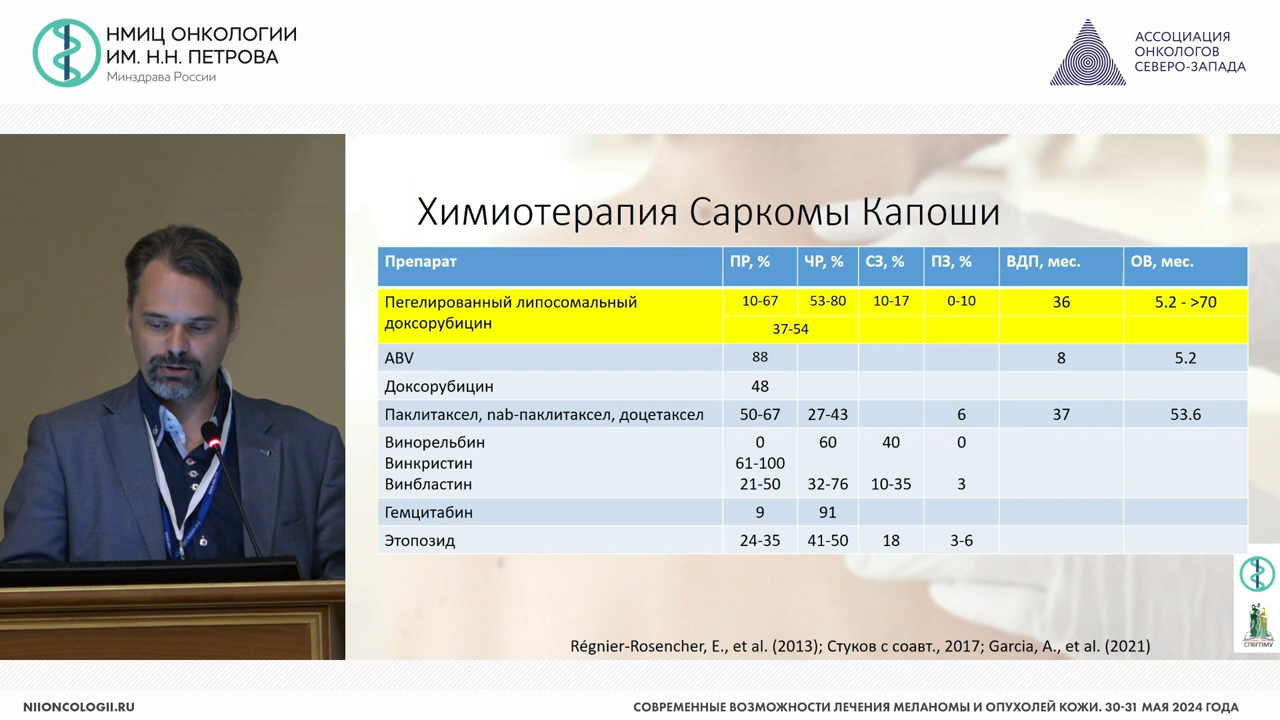 НМИЦ ОНКОЛОГИИ
ИМ. Н.Н. ПЕТРОВА
Минздрава России
АССОЦИАЦИЯ
ОНКОЛОГОВ
СЕВЕРО-ЗАПАДА
Химиотерапия Саркомы Капоши
Препарат ПР, % ЧР, % СЗ, % ПЗ, % ВДП, мес. ОВ, мес.
Пегелированный липосомальный 10-67 53-80 10-17 0-10 36 5.2 - >70
доксорубицин 37-54
ABV 88 8 5.2
Доксорубицин 48
Паклитаксел, nab-паклитаксел, доцетаксел 50-67 27-43 6 37 53.6
Винорельбин 0 60 40 0
Винкристин 61-100
Винбластин 21-50 32-76 10-35 3
Гемцитабин 9 91
Этопозид 24-35 41-50 18 3-6
Régnier-Rosencher, E., et al. (2013); Стуков с соавт., 2017; Garcia, A., et al. (2021)
СПбГПМУ
NIIONCOLOGII.RU
СОВРЕМЕННЫЕ ВОЗМОЖНОСТИ ЛЕЧЕНИЯ МЕЛАНОМЫ И ОПУХОЛЕЙ КОЖИ. 30-31 МАЯ 2024 ГОДА